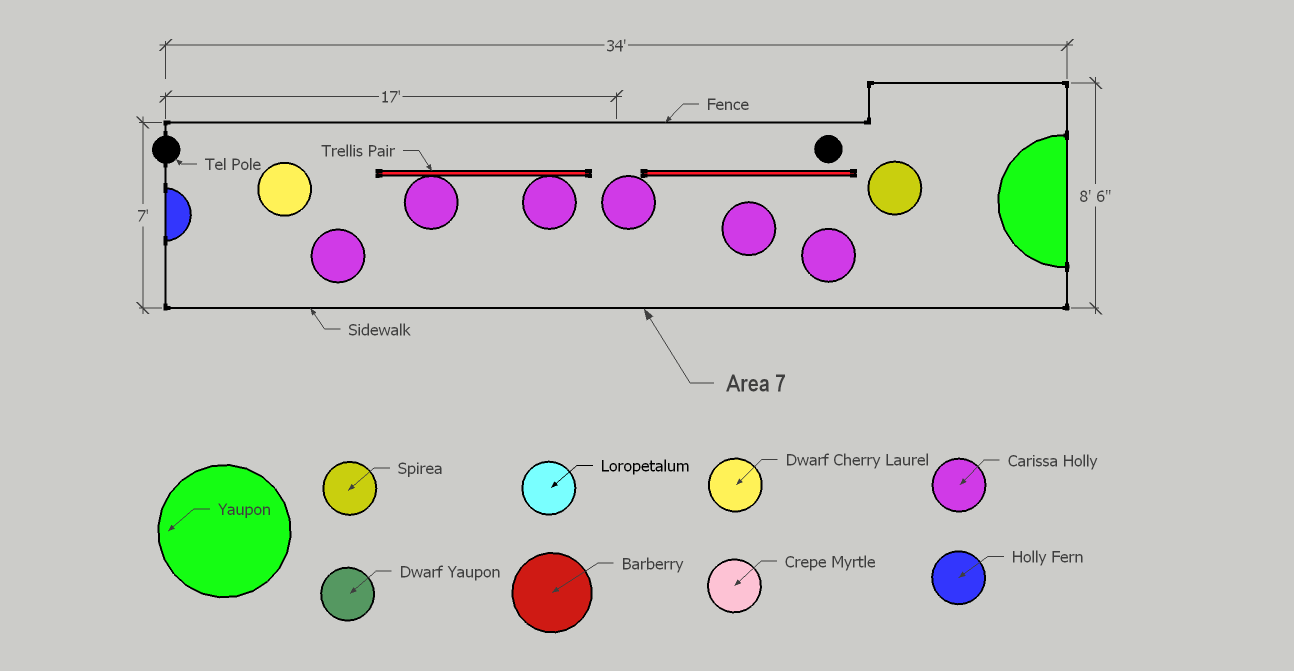 34'
17'
Fence
Trellis Pair
Tel Pole
7'
8' 6"
Sidewalk
Area 7
Spirea
Loropetalum
Dwarf Cherry Laurel
Carissa Holly
Yaupon
Dwarf Yaupon
Barberry
Crepe Myrtle
Holly Fern